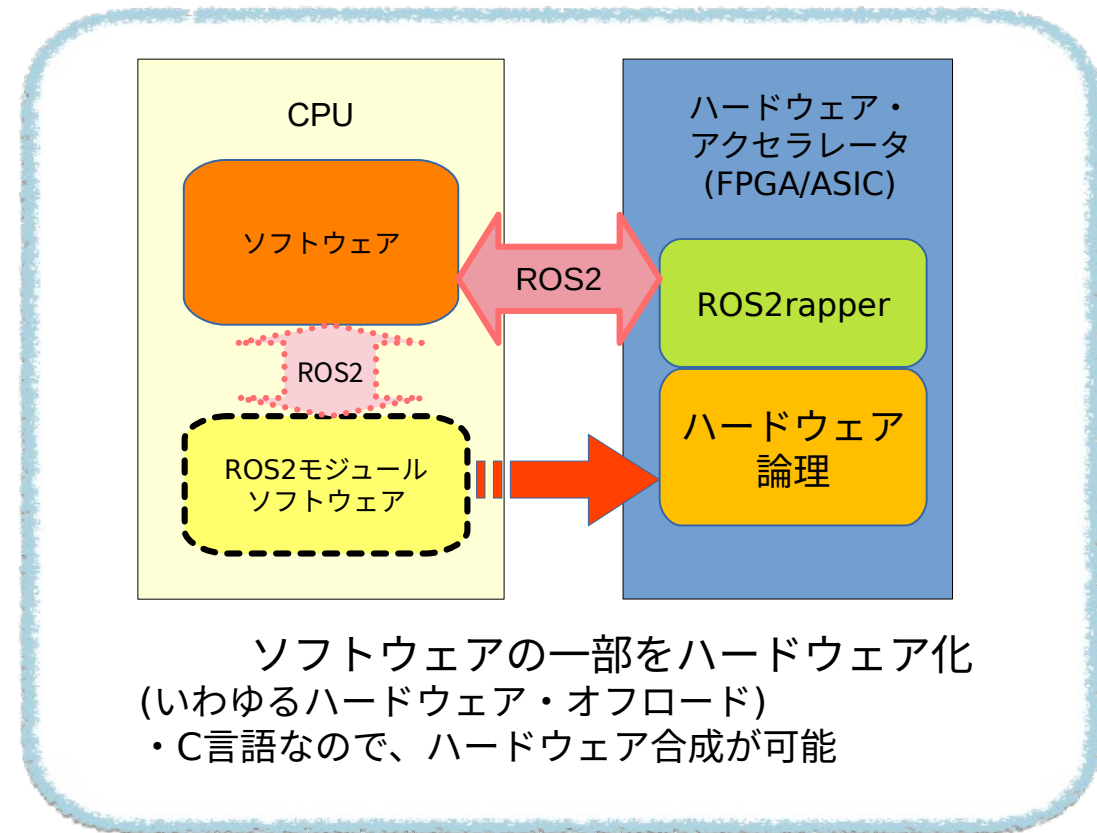 CPU
ソフトウェア
ROS2
ROS2モジュール
ソフトウェア
ROS2
ハードウェア・
アクセラレータ
(FPGA/ASIC)
ROS2rapper
ハードウェア
論理
ソフトウェアの一部をハードウェア化
(いわゆるハードウェア・オフロード)
・C言語なので、ハードウェア合成が可能